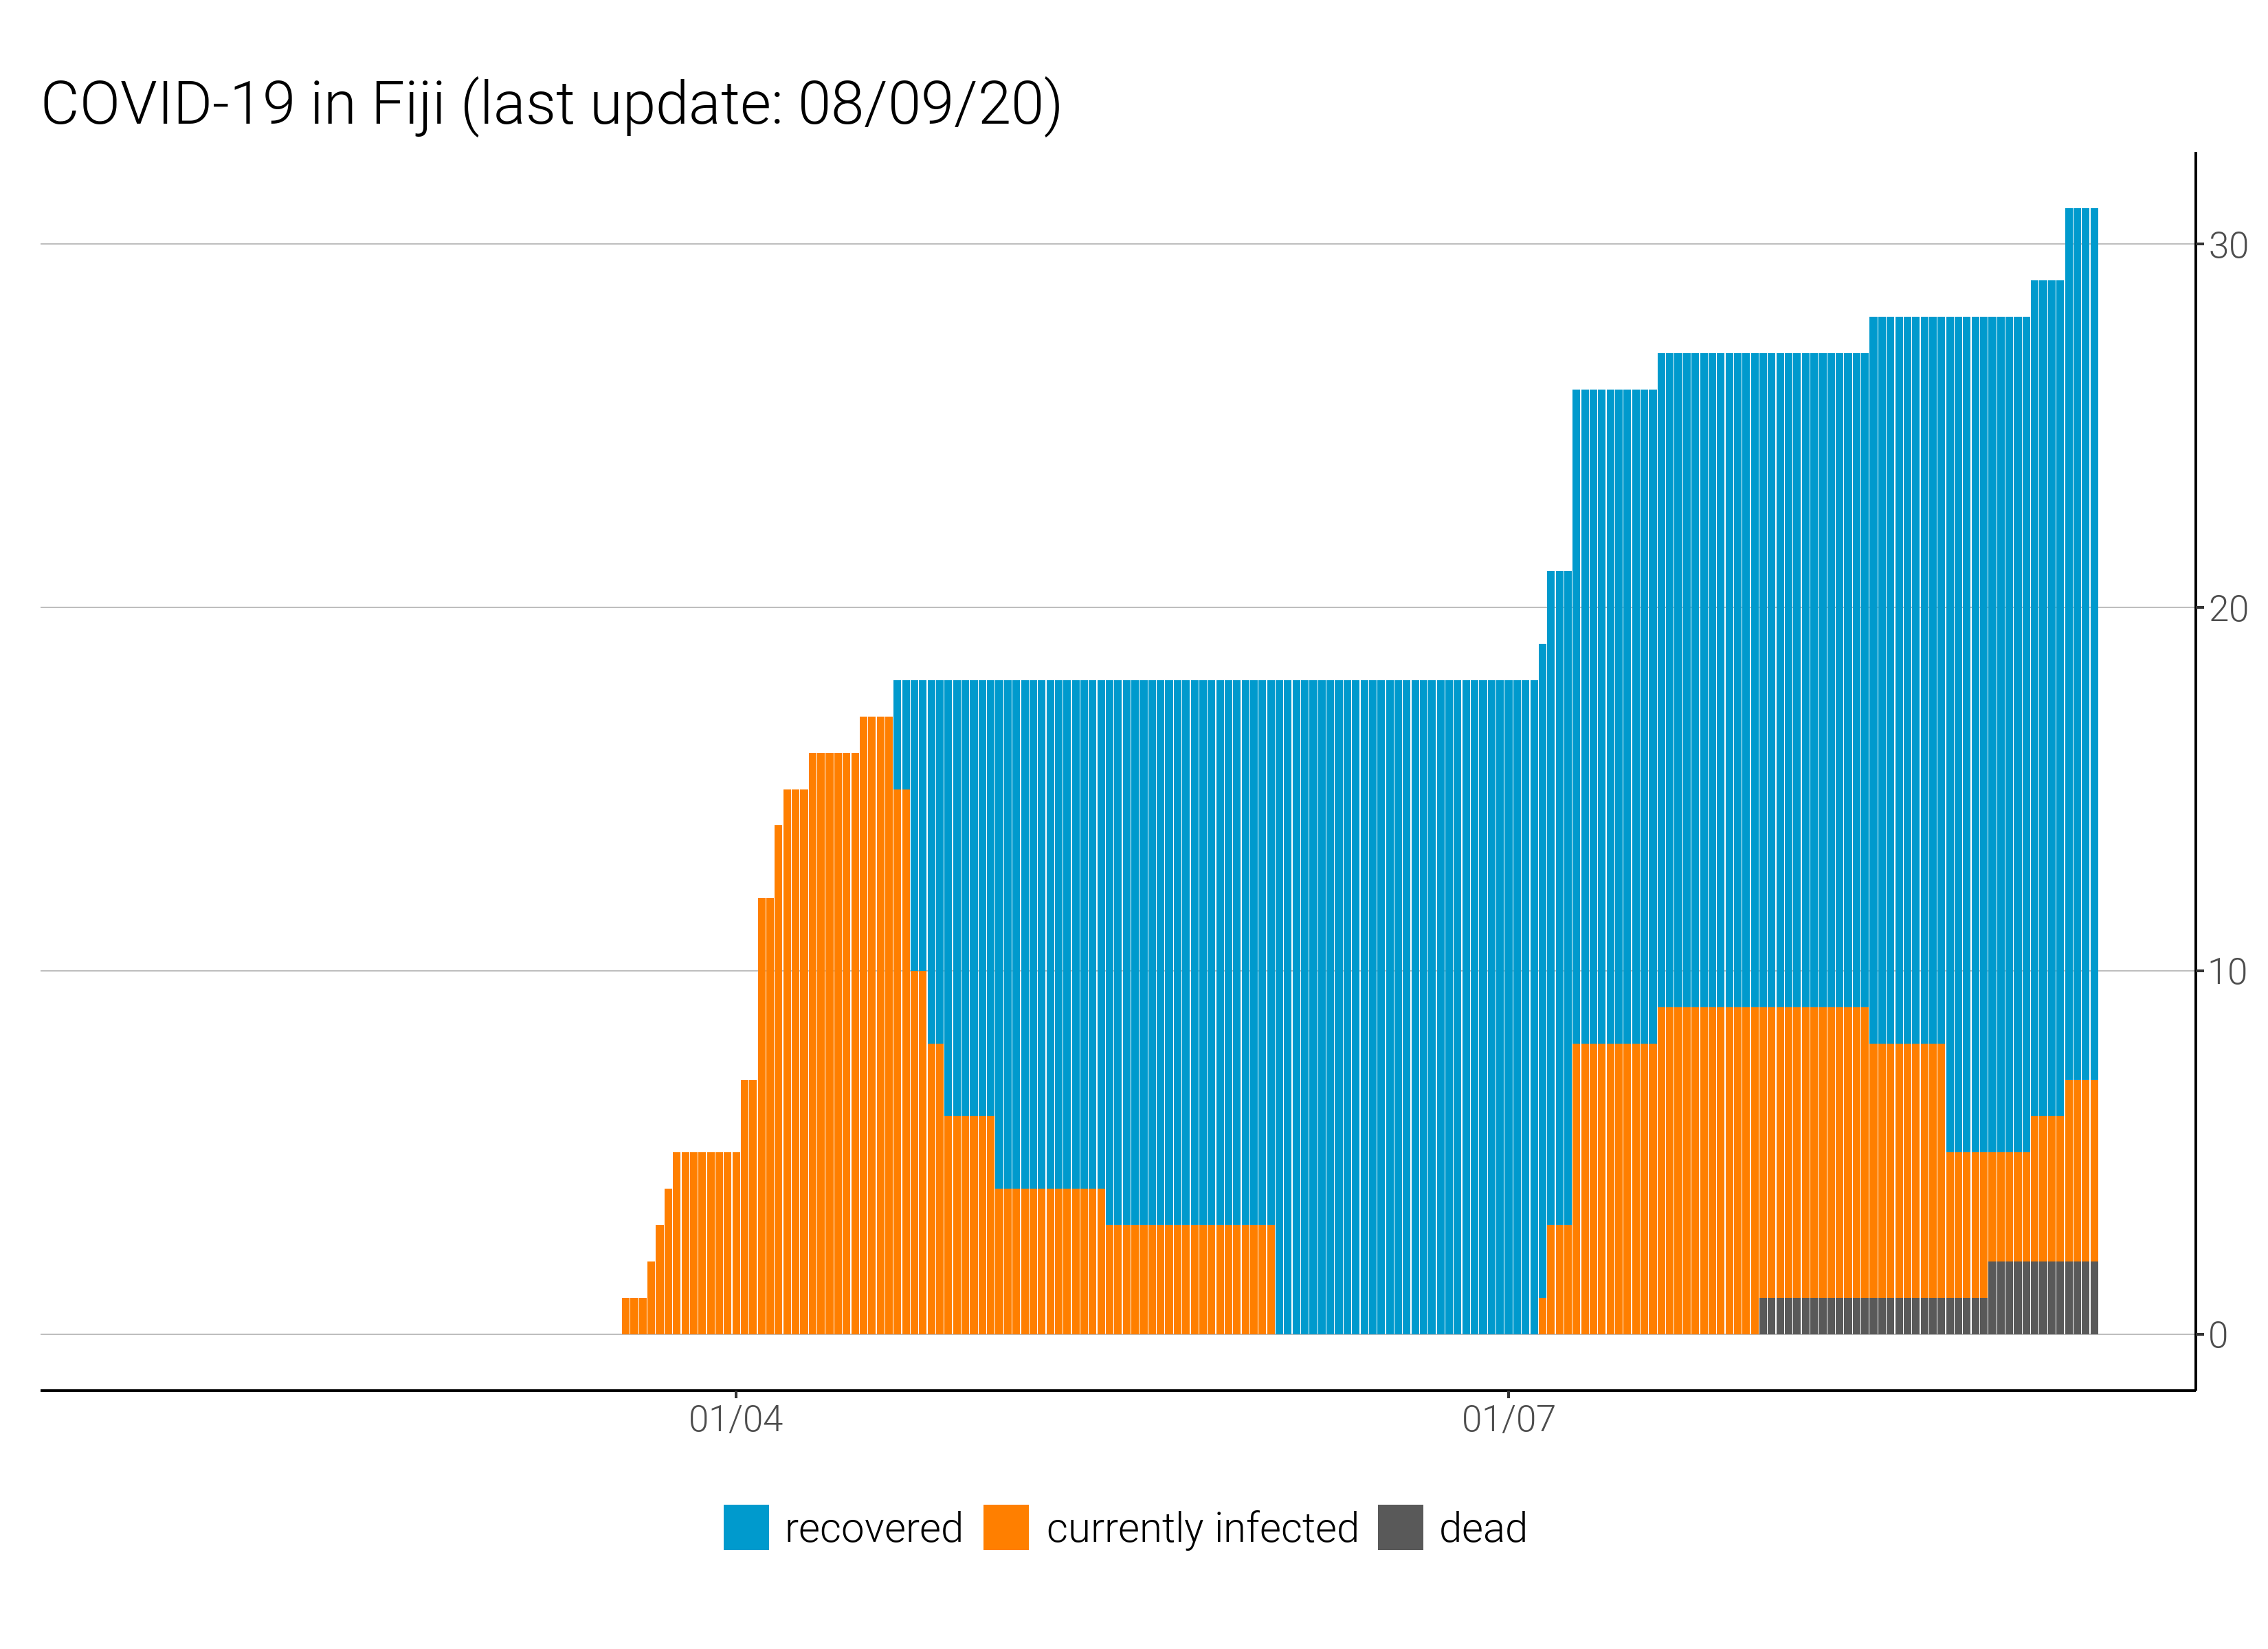 COVID-19 in Fiji (last update: 08/09/20)
30
20
10
0
01/04 01/07
recovered currently infected dead